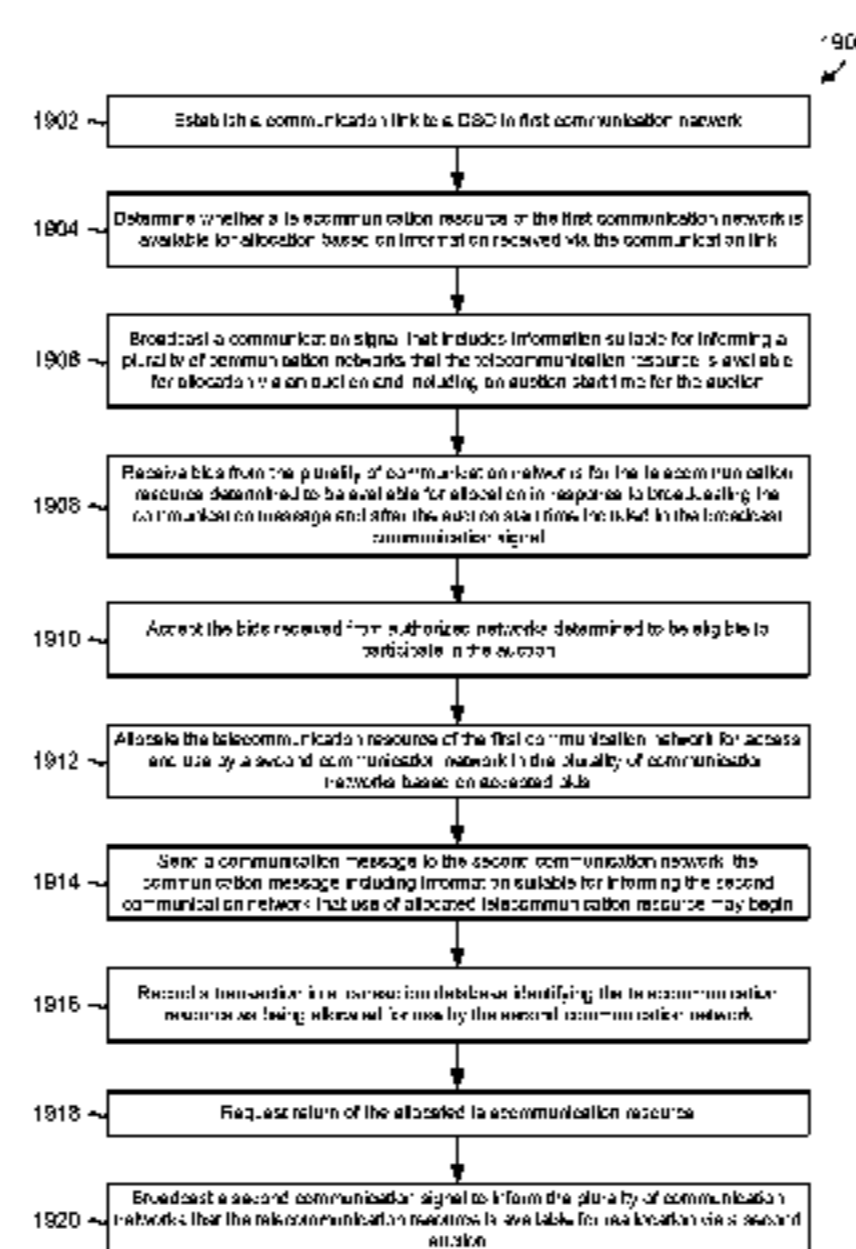 190
1902
Establish a communication link to a DSC in first communication network
1904
Determine whether a telecommunication resource of the first communication network is
available for allocation based on information received via the communication link
1906
Broadcast a communication signal that includes information suitable for informing a
plurality of communication networks that the telecommunication resource is available
for allocation via an auction and including an auction start time for the auction
1908
Receive bids from the plurality of communication networks for the telecommunication
resource determined to be available for allocation in response to broadcasting the
communication message and after the auction start time included in the broadcast
communication signal
1910
Accept the bids received from authorized networks determined to be eligible to
participate in the auction
1912
Allocate the telecommunication resource of the first communication network for access
and use by a second communication network in the plurality of communication
networks based on accepted bids
1914
Send a communication message to the second communication network, the
communication message including information suitable for informing the second
communication network that use of allocated telecommunication resource may begin
1916
Record a transaction in a transaction database identifying the telecommunication
resource as being allocated for use by the second communication network
1918
Request return of the allocated telecommunication resource
1920
Broadcast a second communication signal to inform the plurality of communication
networks that the telecommunication resource is available for reallocation via a second
auction